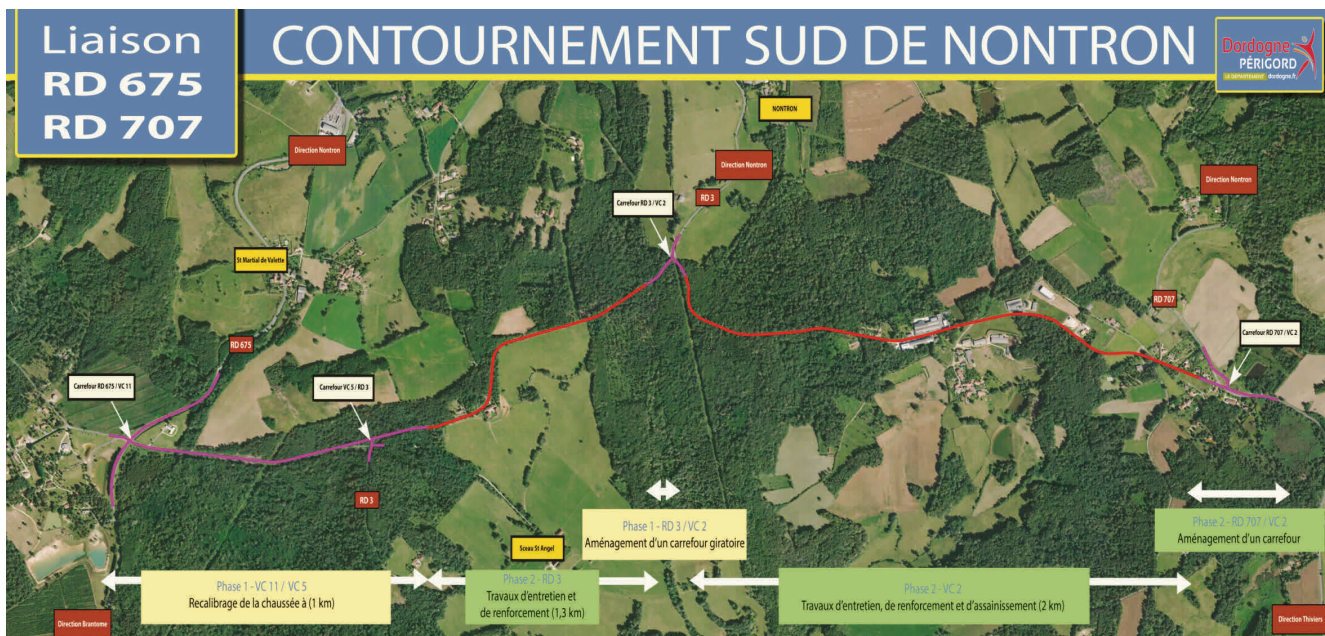 Liaison
RD 675
RD 707
CONTOURNEMENT SUD DE NONTRON
Dordogne
PÉRIGORD
LE DÉPARTEMENT dordogne.fr
NONTRON
Direction Nontron
Direction Nontron
Direction Nontron
RD 3
Carrefour RD 3 / VC 2
St Martial de Valette
RD 707
Carrefour RD 707 / VC 2
RD 675
Carrefour RD 675 / VC 11
Carrefour VC 5 / RD 3
RD 3
Sceau St Angel
Phase 1 - RD 3 / VC 2
Aménagement d'un carrefour giratoire
Phase 2 - RD 707 / VC 2
Aménagement d'un carrefour
Phase 1 - VC 11 / VC 5
Recalibrage de la chaussée à (1 km)
Phase 2 - RD 3
Travaux d'entretien et
de renforcement (1,3 km)
Phase 2 - VC 2
Travaux d'entretien, de renforcement et d'assainissement (2 km)
Direction Brantome
Direction Thiviers